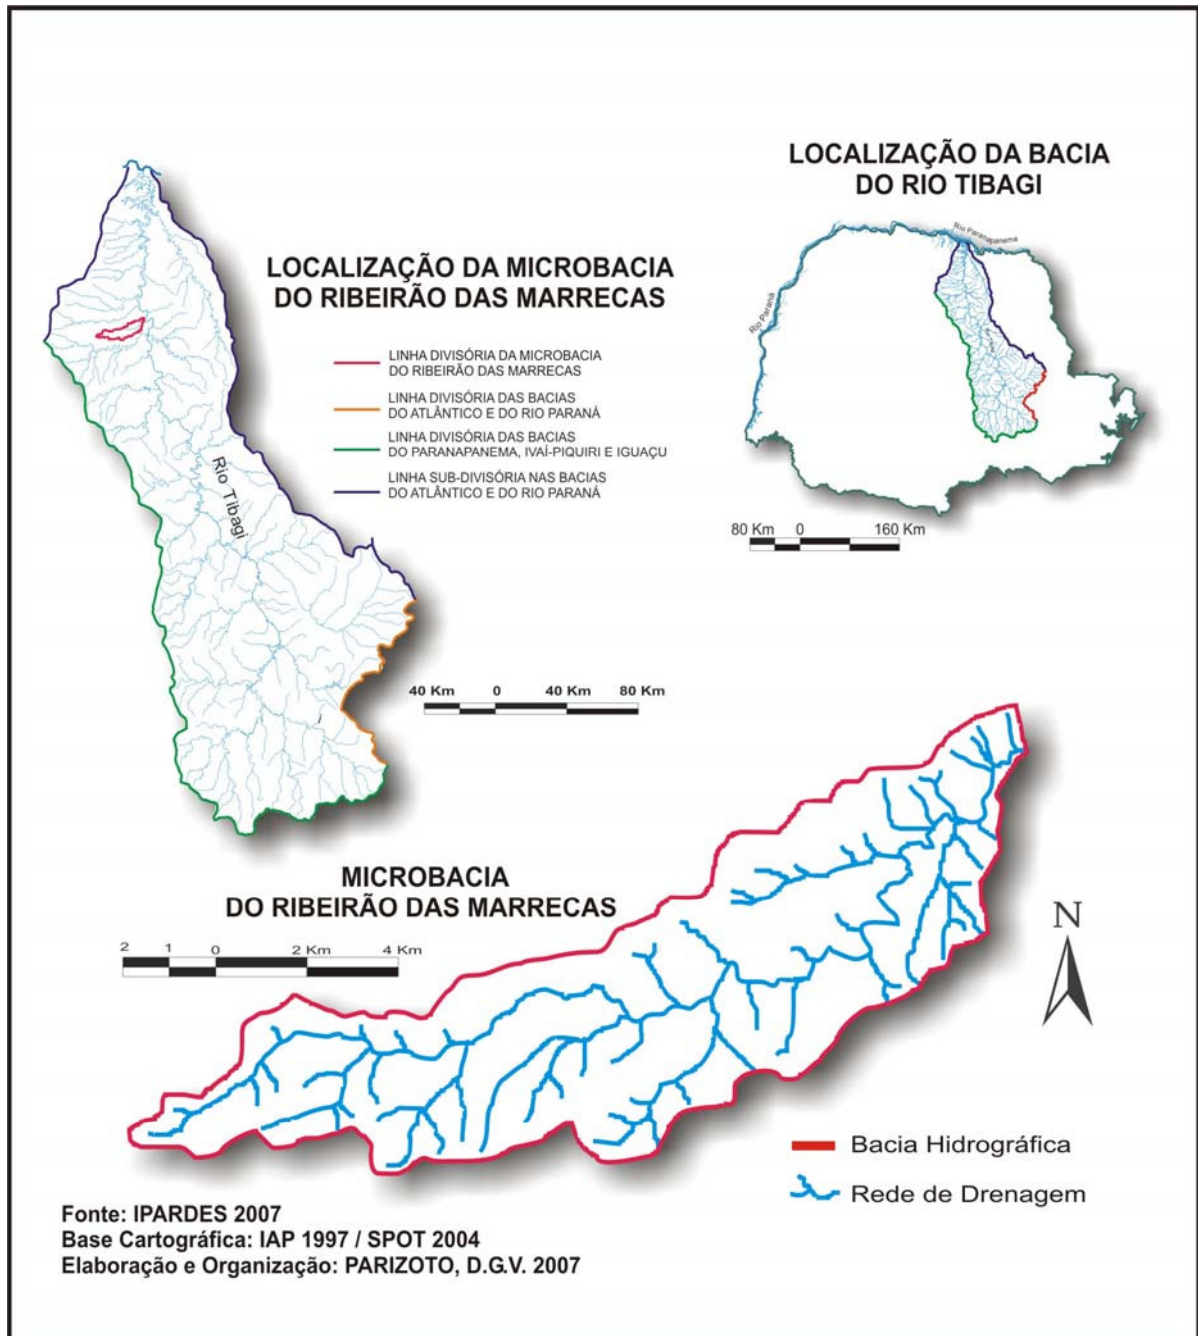 LOCALIZAÇÃO DA BACIA
DO RIO TIBAGI
Rio Paranapanema
Rio Paraná
80 Km 0 160 Km
LOCALIZAÇÃO DA MICROBACIA
DO RIBEIRÃO DAS MARRECAS
LINHA DIVISÓRIA DA MICROBACIA
DO RIBEIRÃO DAS MARRECAS
LINHA DIVISÓRIA DAS BACIAS
DO ATLÂNTICO E DO RIO PARANÁ
LINHA DIVISÓRIA DAS BACIAS
DO PARANAPANEMA, IVAÍ-PIQUIRI E IGUAÇU
LINHA SUB-DIVISÓRIA NAS BACIAS
DO ATLÂNTICO E DO RIO PARANÁ
Rio Tibagi
40 Km 0 40 Km 80 Km
MICROBACIA
DO RIBEIRÃO DAS MARRECAS
2 1 0 2 Km 4 Km
N
Bacia Hidrográfica
Rede de Drenagem
Fonte: IPARDES 2007
Base Cartográfica: IAP 1997 / SPOT 2004
Elaboração e Organização: PARIZOTO, D.G.V. 2007